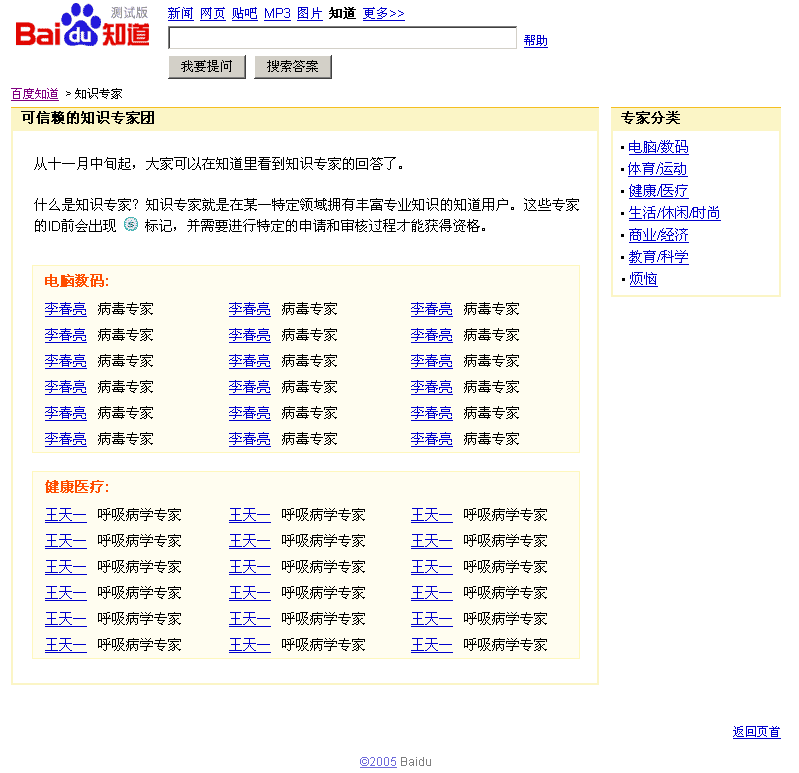 Baidu知道 测试版
新闻 网页 贴吧 MP3 图片 知道 更多>>
帮助
我要提问 搜索答案
百度知道 > 知识专家
可信赖的知识专家团
从十一月中旬起，大家可以在知道里看到知识专家的回答了。
什么是知识专家？知识专家就是在某一特定领域拥有丰富专业知识的知道用户。这些专家
的ID前会出现 标记，并需要进行特定的申请和审核过程才能获得资格。
电脑数码:
李春亮 病毒专家 李春亮 病毒专家 李春亮 病毒专家
李春亮 病毒专家 李春亮 病毒专家 李春亮 病毒专家
李春亮 病毒专家 李春亮 病毒专家 李春亮 病毒专家
李春亮 病毒专家 李春亮 病毒专家 李春亮 病毒专家
李春亮 病毒专家 李春亮 病毒专家 李春亮 病毒专家
李春亮 病毒专家 李春亮 病毒专家 李春亮 病毒专家
健康医疗:
王天一 呼吸病学专家 王天一 呼吸病学专家 王天一 呼吸病学专家
王天一 呼吸病学专家 王天一 呼吸病学专家 王天一 呼吸病学专家
王天一 呼吸病学专家 王天一 呼吸病学专家 王天一 呼吸病学专家
王天一 呼吸病学专家 王天一 呼吸病学专家 王天一 呼吸病学专家
王天一 呼吸病学专家 王天一 呼吸病学专家 王天一 呼吸病学专家
王天一 呼吸病学专家 王天一 呼吸病学专家 王天一 呼吸病学专家
专家分类
• 电脑/数码
• 体育/运动
• 健康/医疗
• 生活/休闲/时尚
• 商业/经济
• 教育/科学
• 烦恼
返回页首
©2005 Baidu